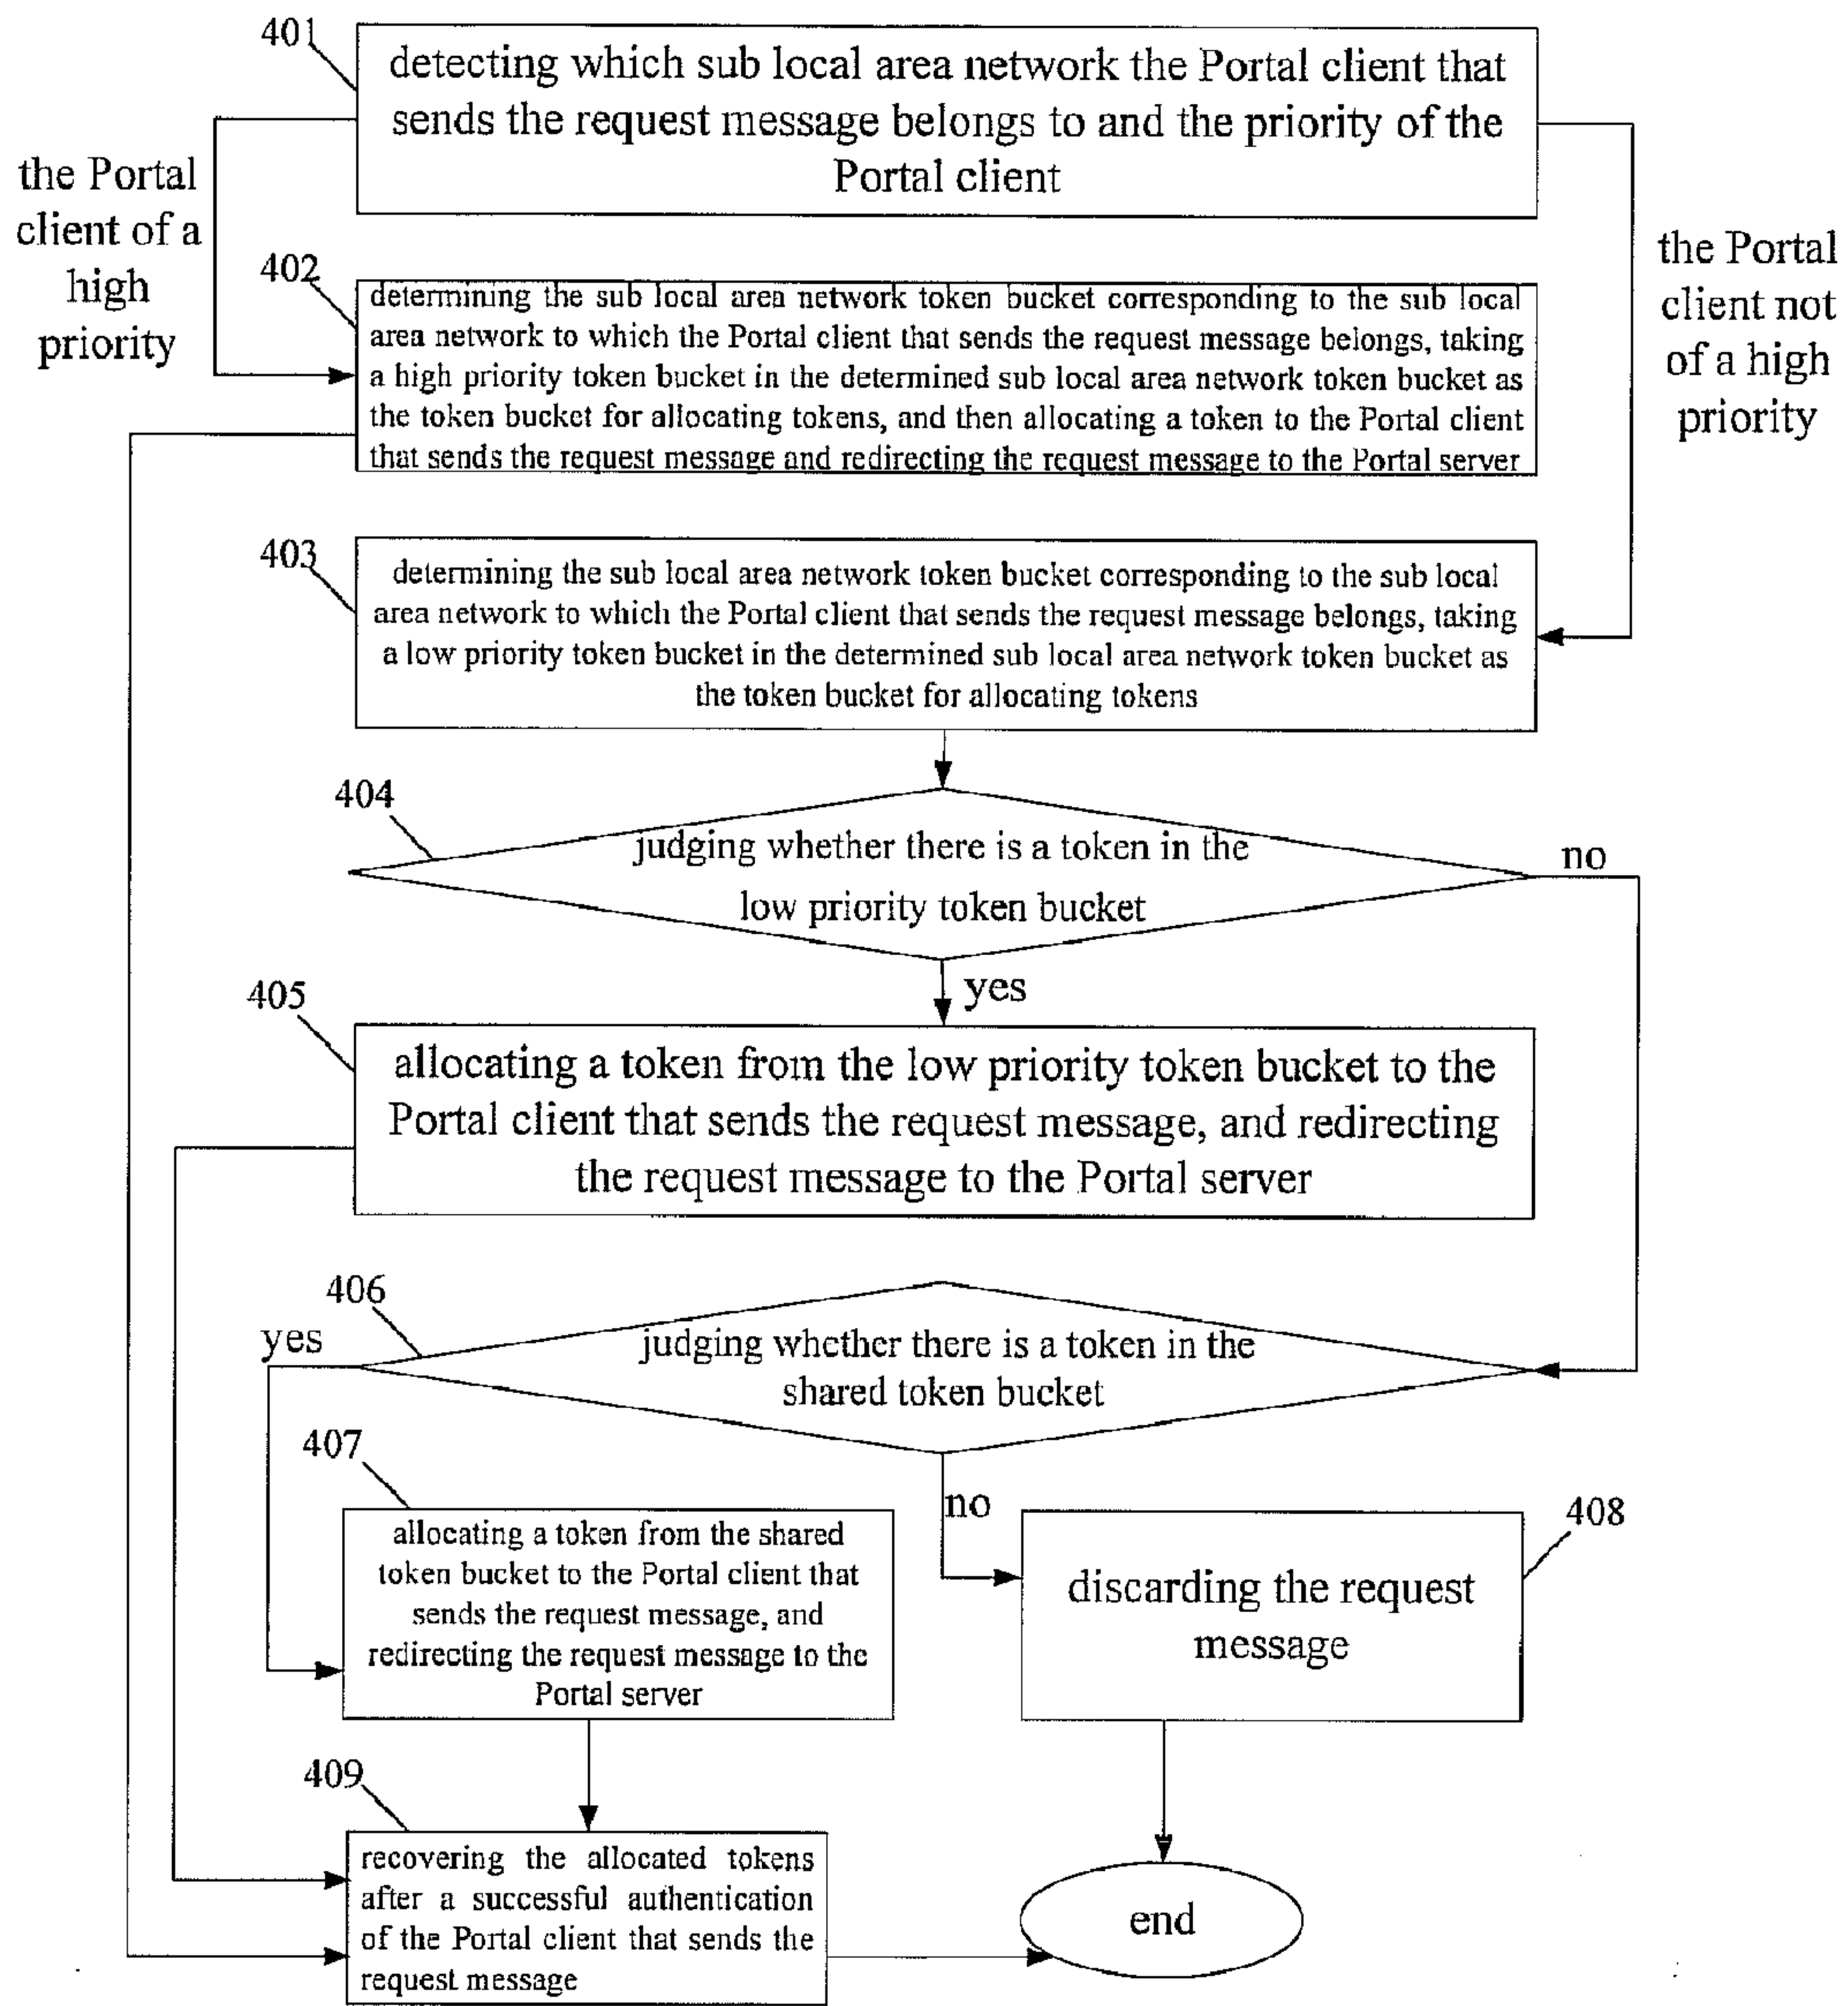 401
detecting which sub local area network the Portal client that
sends the request message belongs to and the priority of the
Portal client
the Portal
client of a
high
priority
the Portal
client not
of a high
priority
402
determining the sub local area network token bucket corresponding to the sub local
area network to which the Portal client that sends the request message belongs, taking
a high priority token bucket in the determined sub local area network token bucket as
the token bucket for allocating tokens, and then allocating a token to the Portal client
that sends the request message and redirecting the request message to the Portal server
403
determining the sub local area network token bucket corresponding to the sub local
area network to which the Portal client that sends the request message belongs, taking
a low priority token bucket in the determined sub local area network token bucket as
the token bucket for allocating tokens
404
judging whether there is a token in the
low priority token bucket
no
yes
405
allocating a token from the low priority token bucket to the
Portal client that sends the request message, and redirecting
the request message to the Portal server
406
yes
judging whether there is a token in the
shared token bucket
407
no
allocating a token from the shared
token bucket to the Portal client that
sends the request message, and
redirecting the request message to the
Portal server
408
discarding the request
message
409
recovering the allocated tokens
after a successful authentication
of the Portal client that sends the
request message
end